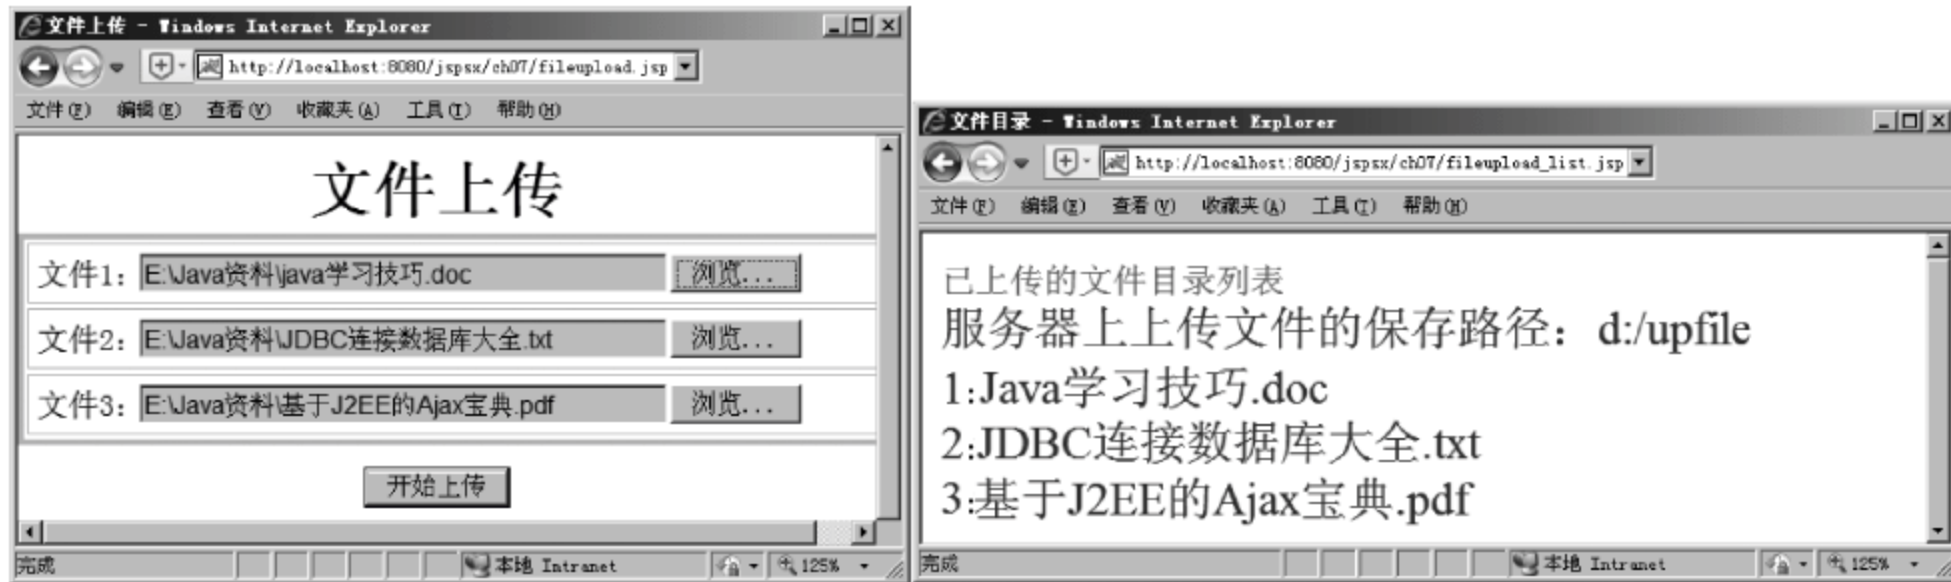 文件上传 - Windows Internet Explorer
http://localhost:8080/jspsx/ch07/fileupload.jsp
文件(F) 编辑(E) 查看(V) 收藏夹(A) 工具(T) 帮助(H)
文件上传
文件1: E:\Java资料\java学习技巧.doc 浏览...
文件2: E:\Java资料\JDBC连接数据库大全.txt 浏览...
文件3: E:\Java资料\基于J2EE的Ajax宝典.pdf 浏览...
开始上传
完成 本地 Intranet 125%
文件目录 - Windows Internet Explorer
http://localhost:8080/jspsx/ch07/fileupload_list.jsp
文件(F) 编辑(E) 查看(V) 收藏夹(A) 工具(T) 帮助(H)
已上传的文件目录列表
服务器上上传文件的保存路径：d:/upfile
1:Java学习技巧.doc
2:JDBC连接数据库大全.txt
3:基于J2EE的Ajax宝典.pdf
完成 本地 Intranet 125%